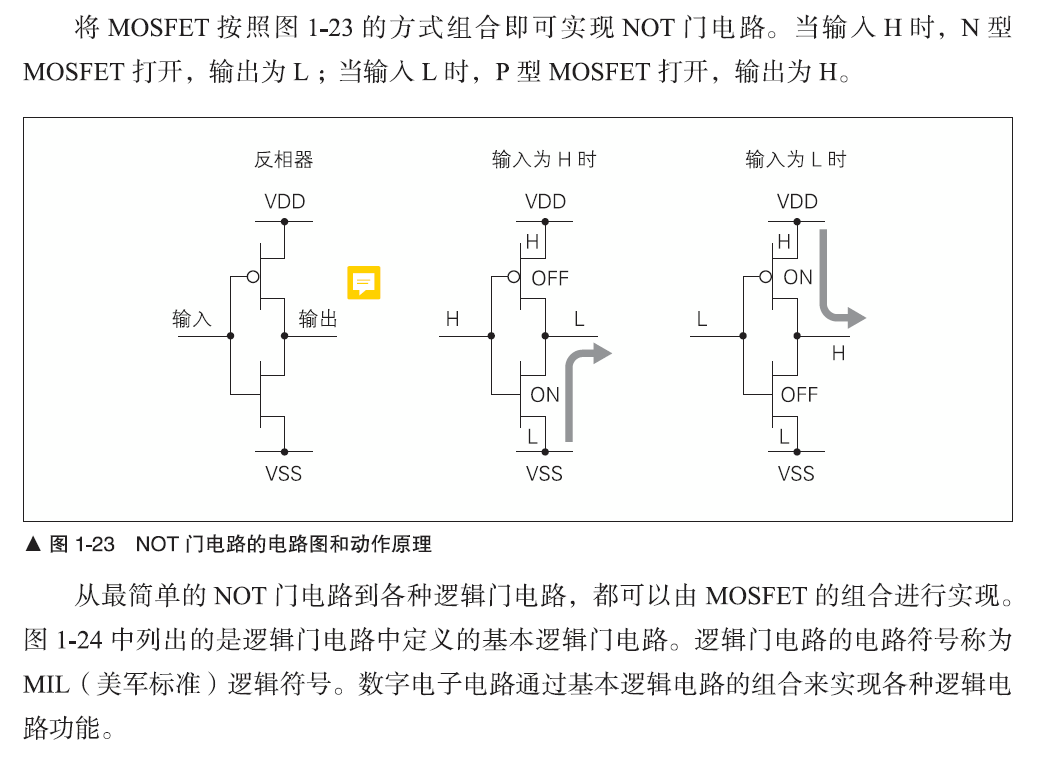 将 MOSFET 按照图 1-23 的方式组合即可实现 NOT 门电路。当输入 H 时，N 型
MOSFET 打开，输出为 L；当输入 L 时，P 型 MOSFET 打开，输出为 H。
反相器
VDD
输入
输出
VSS
输入为 H 时
VDD
H
OFF
H
L
ON
L
VSS
输入为 L 时
VDD
H
ON
L
H
OFF
L
VSS
▲ 图 1-23 NOT 门电路的电路图和动作原理
从最简单的 NOT 门电路到各种逻辑门电路，都可以由 MOSFET 的组合进行实现。
图 1-24 中列出的是逻辑门电路中定义的基本逻辑门电路。逻辑门电路的电路符号称为
MIL（美军标准）逻辑符号。数字电子电路通过基本逻辑电路的组合来实现各种逻辑电
路功能。